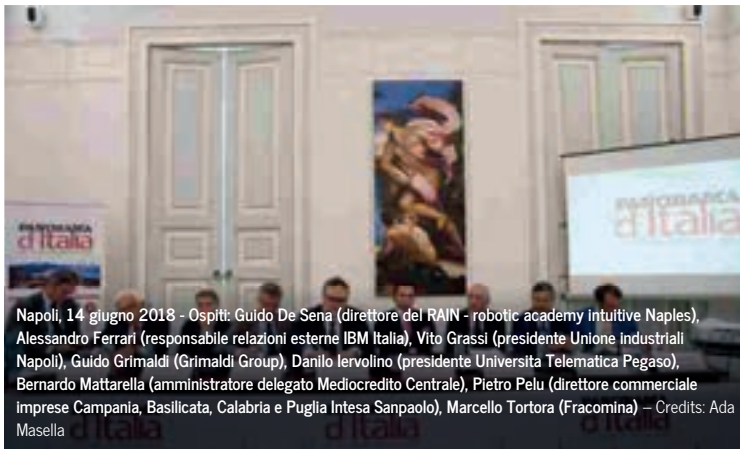 PANORAMA
d'Italia
PANORAMA
d'Italia
Napoli, 14 giugno 2018 - Ospiti: Guido De Sena (direttore del RAIN - robotic academy intuitive Naples),
Alessandro Ferrari (responsabile relazioni esterne IBM Italia), Vito Grassi (presidente Unione industriali
Napoli), Guido Grimaldi (Grimaldi Group), Danilo Iervolino (presidente Universita Telematica Pegaso),
Bernardo Mattarella (amministratore delegato Mediocredito Centrale), Pietro Pelu (direttore commerciale
imprese Campania, Basilicata, Calabria e Puglia Intesa Sanpaolo), Marcello Tortora (Fracomina) – Credits: Ada
Masella
d'Italia
d'Italia